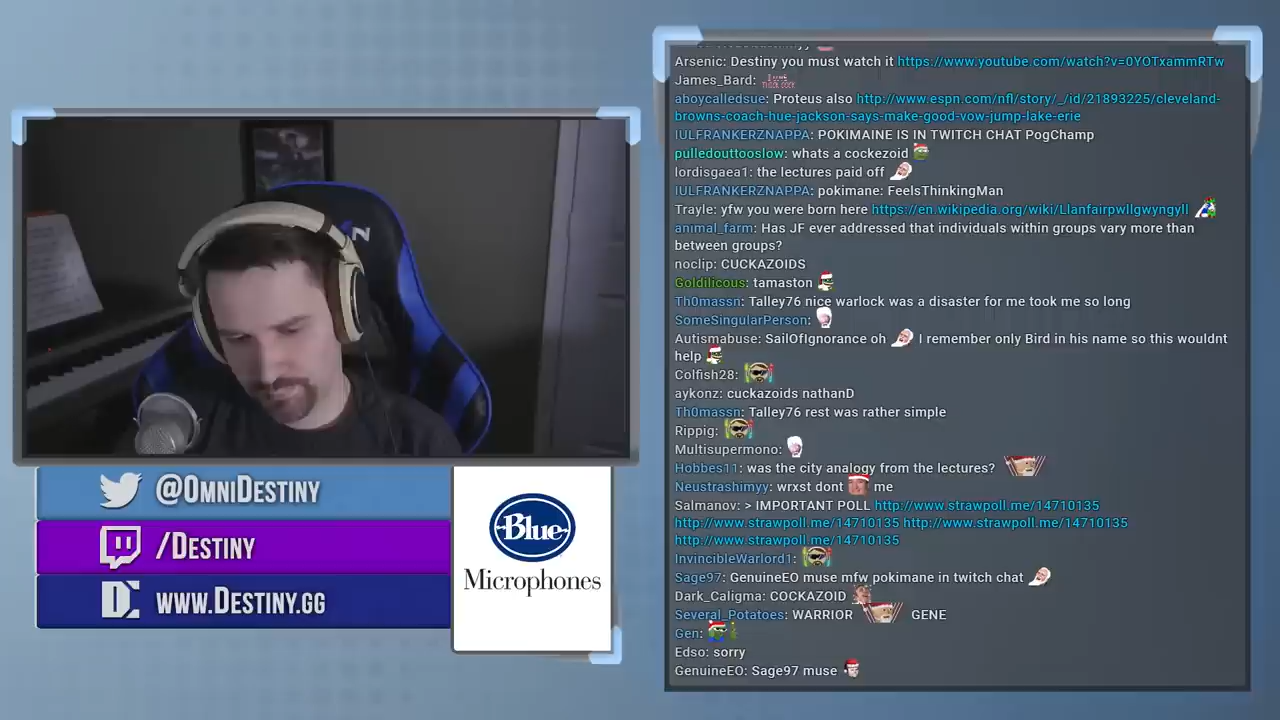 Arsenic: Destiny you must watch it https://www.youtube.com/watch?v=0YOTxammRTw
James_Bard:
aboycalledsue: Proteus also http://www.espn.com/nfl/story/_/id/21893225/cleveland-
browns-coach-hue-jackson-says-make-good-vow-jump-lake-erie
IULFRANKERZNAPPA: POKIMAINE IS IN TWITCH CHAT PogChamp
pulledouttooslow: whats a cockezoid
lordisgaea1: the lectures paid off
IULFRANKERZNAPPA: pokimane: FeelsThinkingMan
Trayle: yfw you were born here https://en.wikipedia.org/wiki/Llanfairpwllgwyngyll
animal_farm: Has JF ever addressed that individuals within groups vary more than
between groups?
noclip: CUCKAZOIDS
Goldilicous: tamaston
Th0massn: Talley76 nice warlock was a disaster for me took me so long
SomeSingularPerson:
Autismabuse: SailOfIgnorance oh I remember only Bird in his name so this wouldnt
help
Colfish28:
aykonz: cuckazoids nathanD
Th0massn: Talley76 rest was rather simple
Rippig:
Multisupermono:
Hobbes11: was the city analogy from the lectures?
Neustrashimyy: wrxst dont me
Salmanov: > IMPORTANT POLL http://www.strawpoll.me/14710135
http://www.strawpoll.me/14710135 http://www.strawpoll.me/14710135
http://www.strawpoll.me/14710135
InvincibleWarlord1:
Sage97: GenuineEO muse mfw pokimane in twitch chat
Dark_Caligma: COCKAZOID
Several_Potatoes: WARRIOR GENE
Gen:
Edso: sorry
GenuineEO: Sage97 muse
@OmniDestiny
/Destiny
www.Destiny.gg
Blue
Microphones